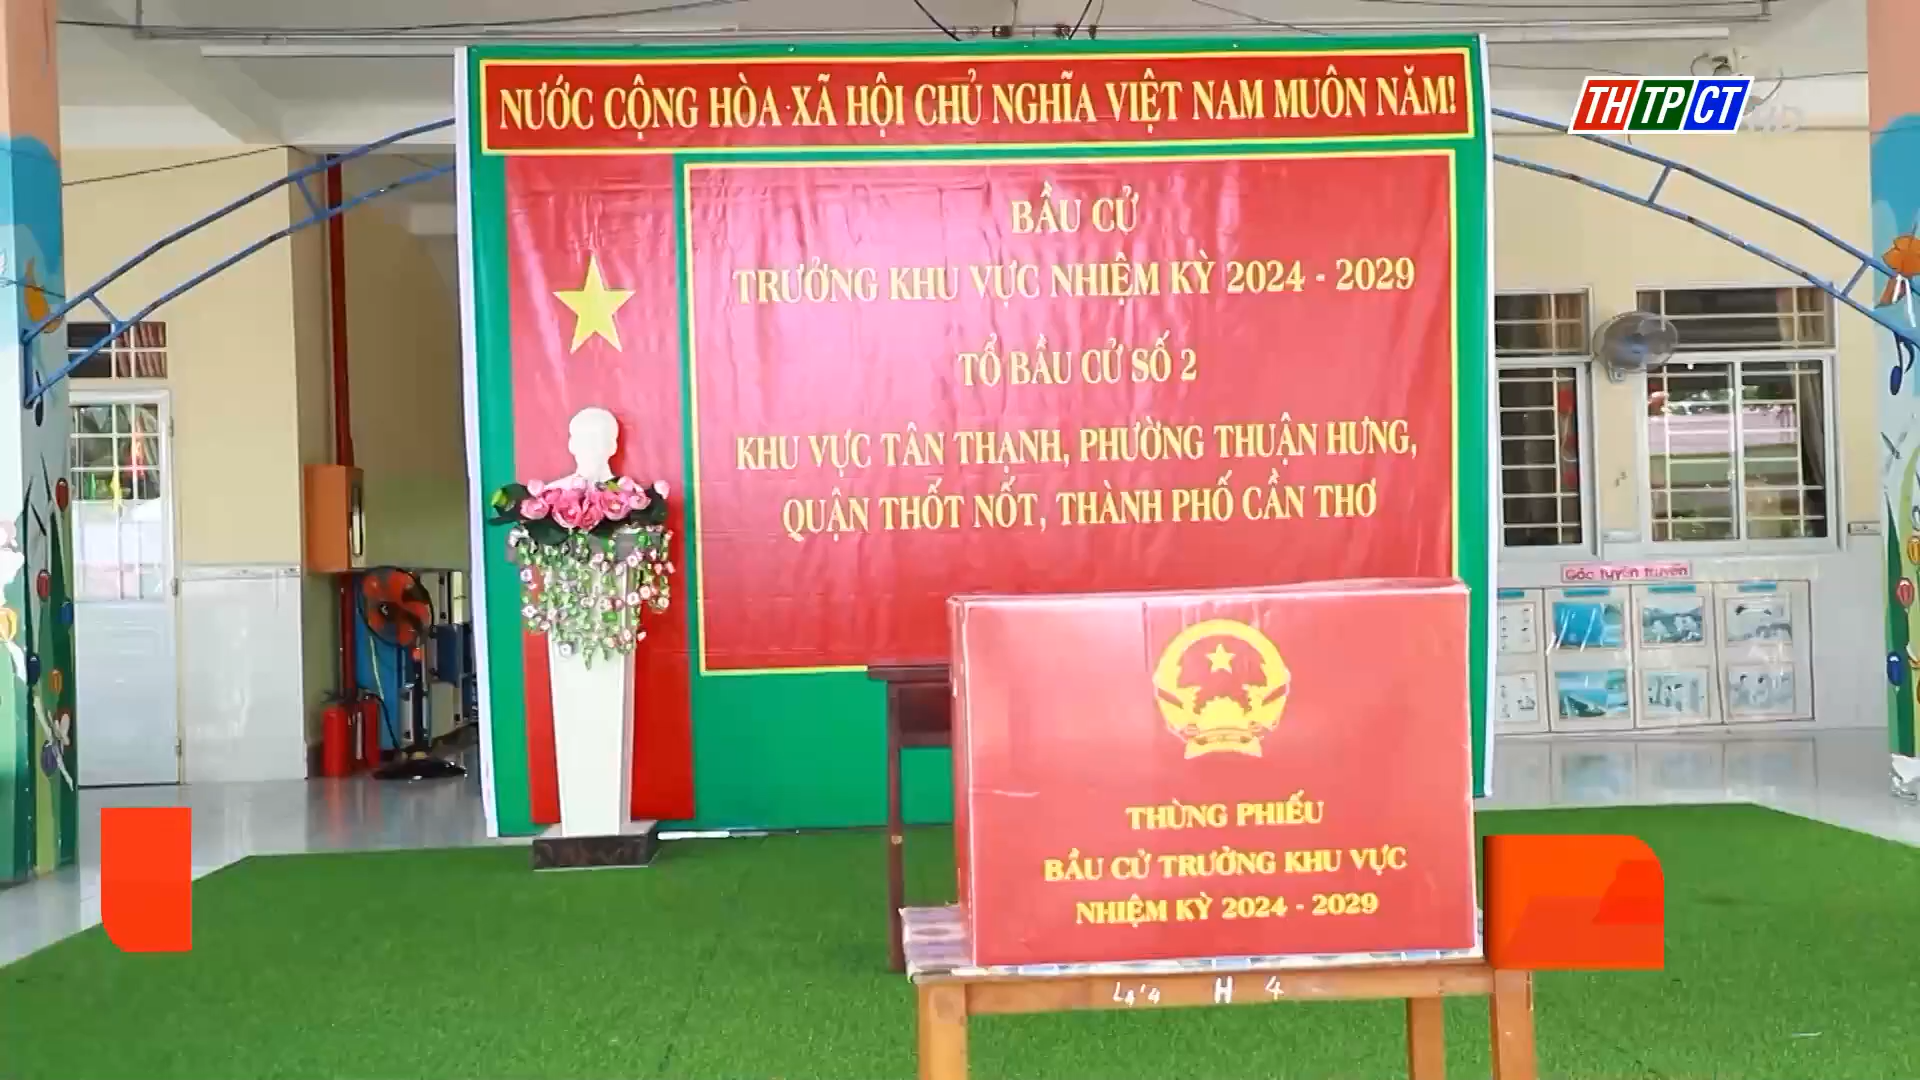 NƯỚC CỘNG HÒA XÃ HỘI CHỦ NGHĨA VIỆT NAM MUÔN NĂM!
THTPCT HD
BẦU CỬ
TRƯỞNG KHU VỰC NHIỆM KỲ 2024 - 2029
TỔ BẦU CỬ SỐ 2
KHU VỰC TÂN THẠNH, PHƯỜNG THUẬN HƯNG,
QUẬN THỐT NỐT, THÀNH PHỐ CẦN THƠ
Góc tuyên truyền
THÙNG PHIẾU
BẦU CỬ TRƯỞNG KHU VỰC
NHIỆM KỲ 2024 - 2029
H 4